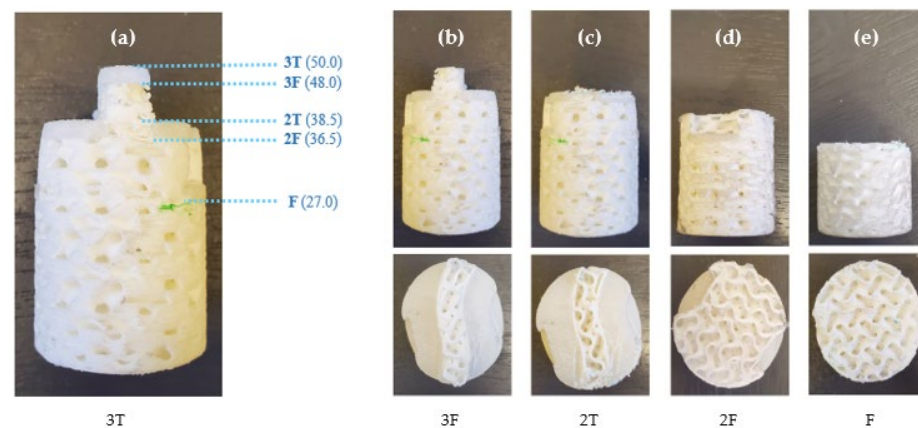 (a)
3T (50.0)
3F (48.0)
2T (38.5)
2F (36.5)
F (27.0)
3T
(b)
(c)
(d)
(e)
3F
2T
2F
F